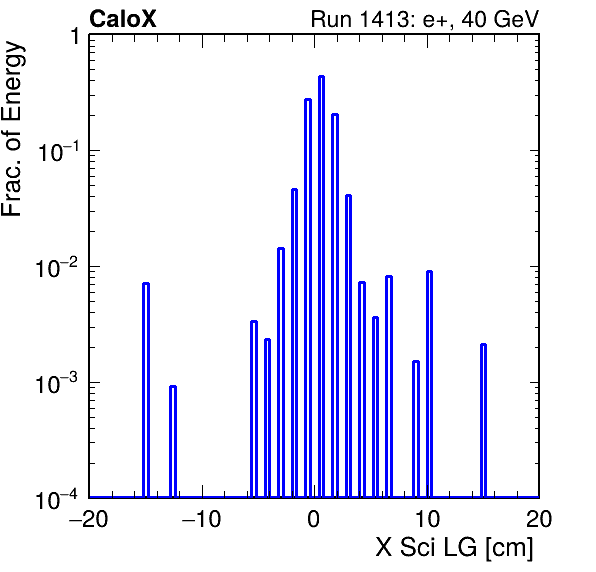 CaloX Run 1413: e+, 40 GeV
Frac. of Energy
1
10⁻¹
10⁻²
10⁻³
10⁻⁴
−20 −10 0 10 20
X Sci LG [cm]